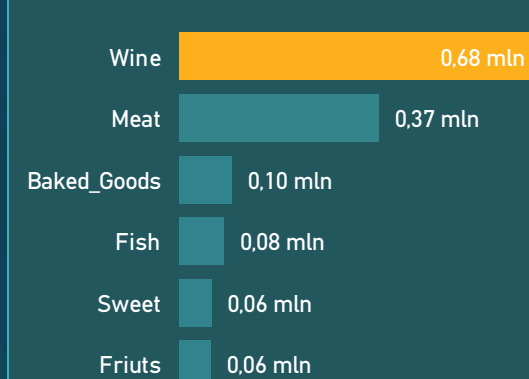 Wine 0,68 mln
Meat 0,37 mln
Baked_Goods 0,10 mln
Fish 0,08 mln
Sweet 0,06 mln
Friuts 0,06 mln